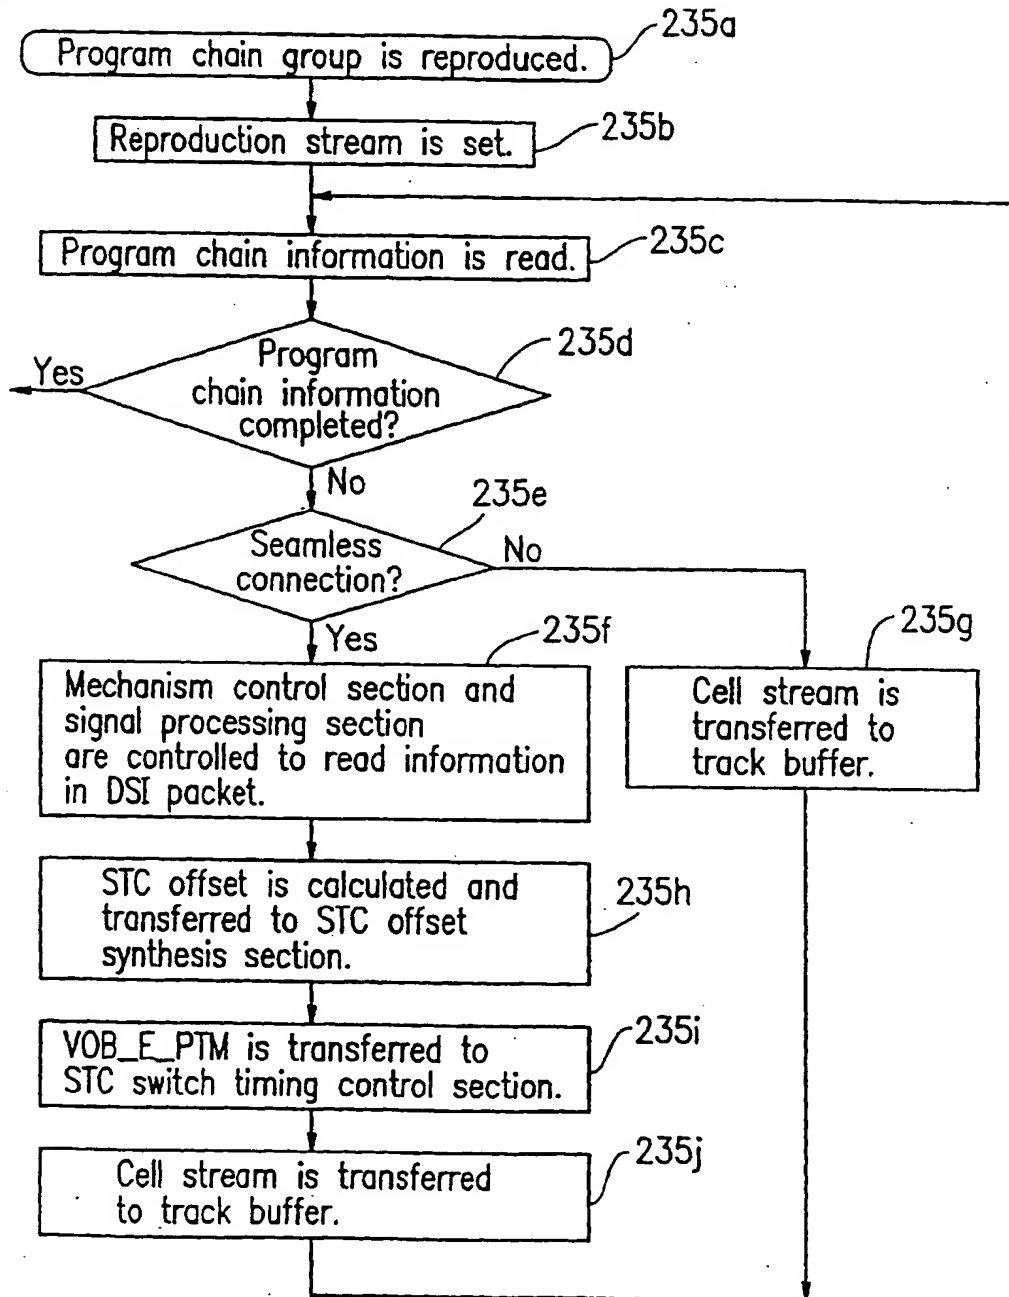 235a
Program chain group is reproduced.
235b
Reproduction stream is set.
235c
Program chain information is read.
235d
Program
chain information
completed?
Yes
No
235e
Seamless
connection?
No
Yes
235f
Mechanism control section and
signal processing section
are controlled to read information
in DSI packet.
235g
Cell stream is
transferred to
track buffer.
STC offset is calculated and
transferred to STC offset
synthesis section.
235h
VOB_E_PTM is transferred to
STC switch timing control section.
235i
Cell stream is transferred
to track buffer.
235j